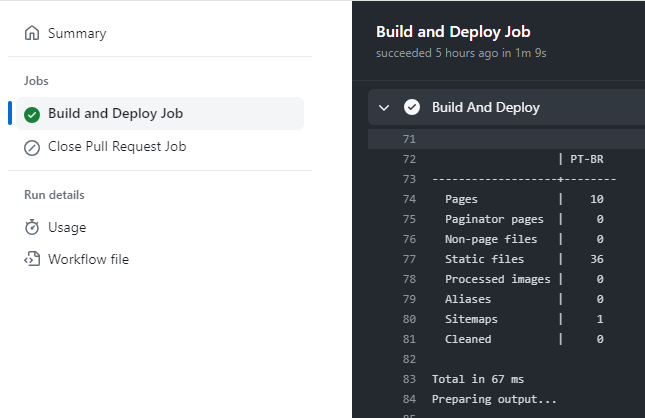 Summary
Jobs
Build and Deploy Job
Close Pull Request Job
Run details
Usage
Workflow file
Build and Deploy Job
succeeded 5 hours ago in 1m 9s
Build And Deploy
71
72 | PT-BR
73 -------------------+--------
74 Pages | 10
75 Paginator pages | 0
76 Non-page files | 0
77 Static files | 36
78 Processed images | 0
79 Aliases | 0
80 Sitemaps | 1
81 Cleaned | 0
82
83 Total in 67 ms
84 Preparing output...